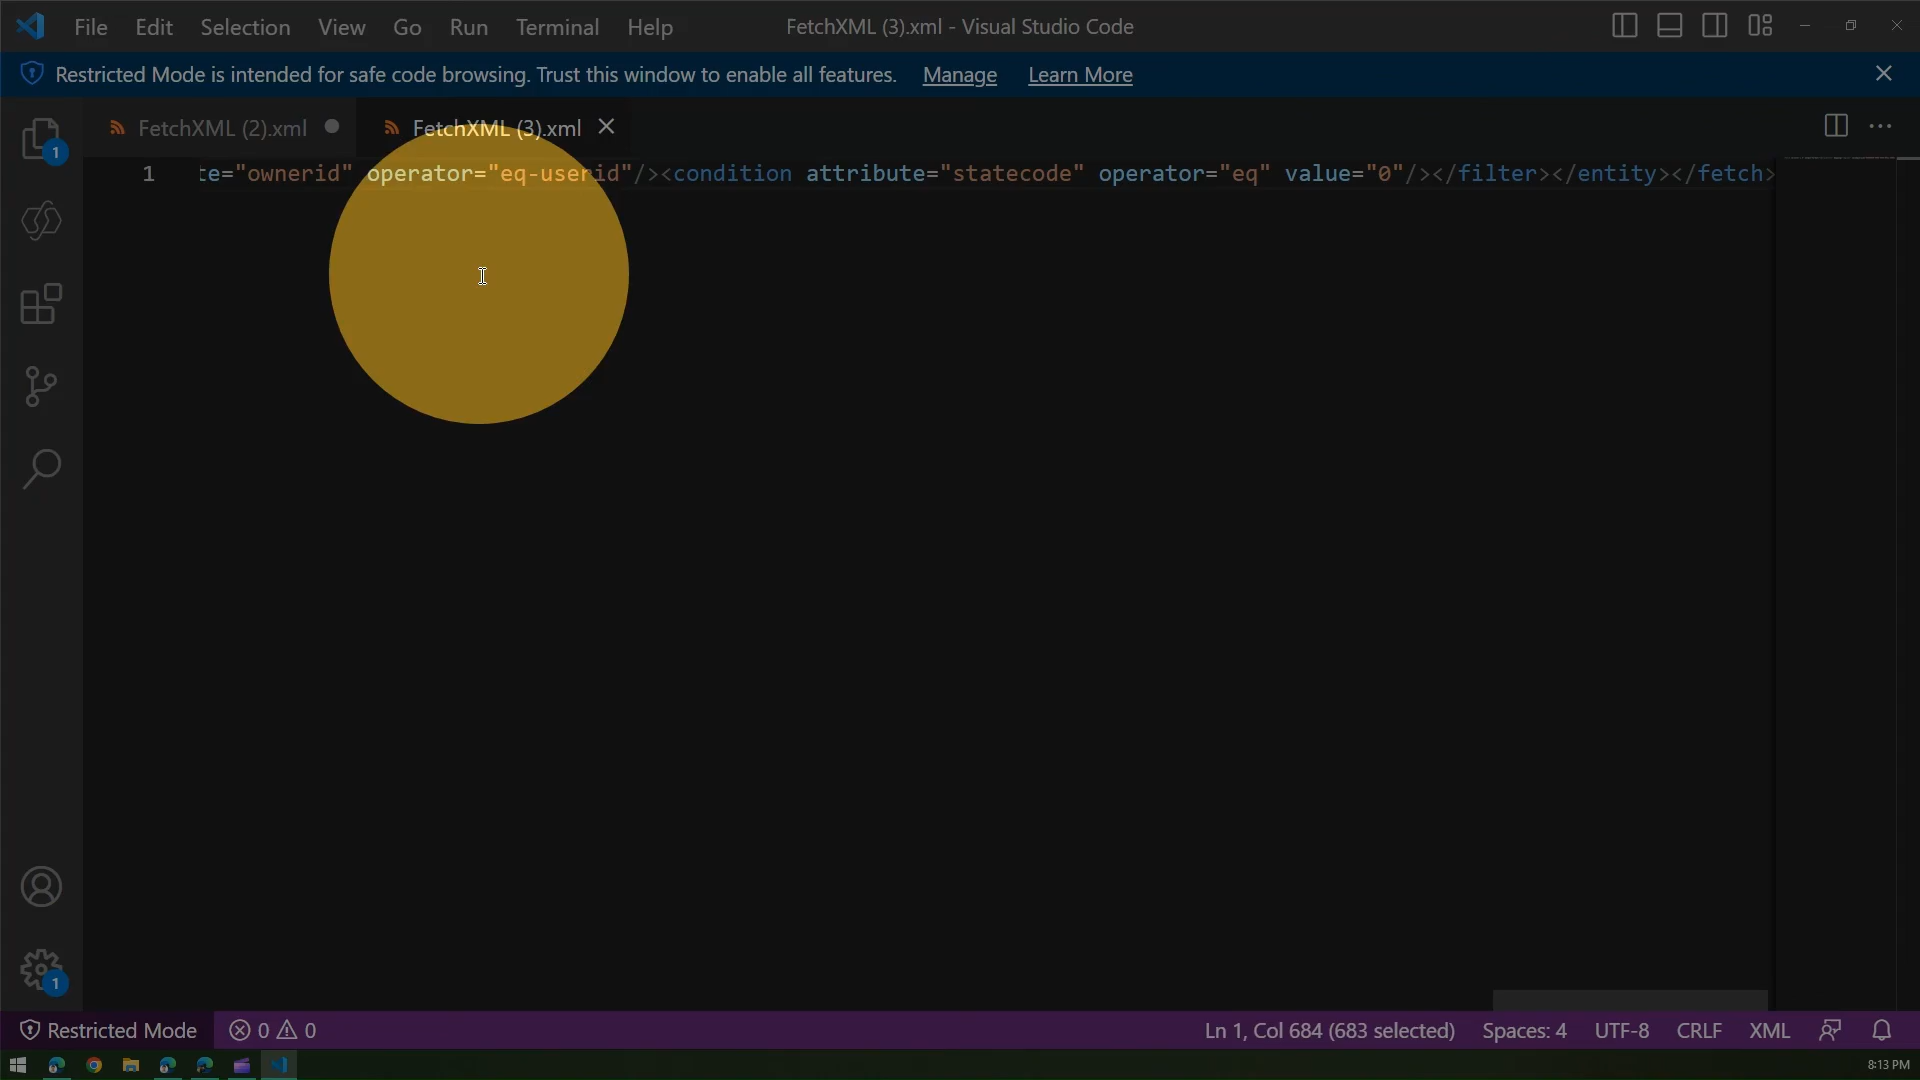 File Edit Selection View Go Run Terminal Help FetchXML (3).xml - Visual Studio Code
Restricted Mode is intended for safe code browsing. Trust this window to enable all features. Manage Learn More
FetchXML (2).xml FetchXML (3).xml
1
1 te="ownerid" operator="eq-userid"/><condition attribute="statecode" operator="eq" value="0"/></filter></entity></fetch>
1
Restricted Mode 0 0 Ln 1, Col 684 (683 selected) Spaces: 4 UTF-8 CRLF XML
8:13 PM